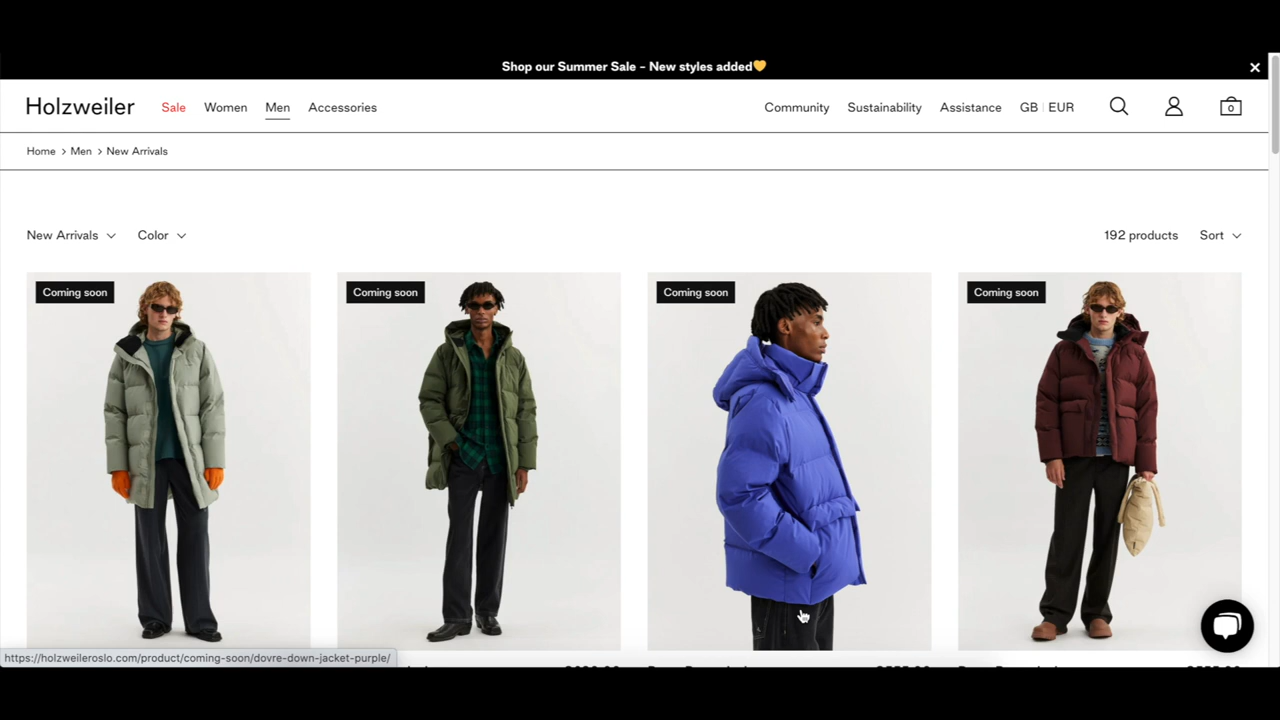 Shop our Summer Sale – New styles added💛
Holzweiler Sale Women Men Accessories Community Sustainability Assistance GB EUR 0
Home > Men > New Arrivals
New Arrivals Color 192 products Sort
Coming soon Coming soon Coming soon Coming soon
https://holzweileroslo.com/product/coming-soon/dovre-down-jacket-purple/